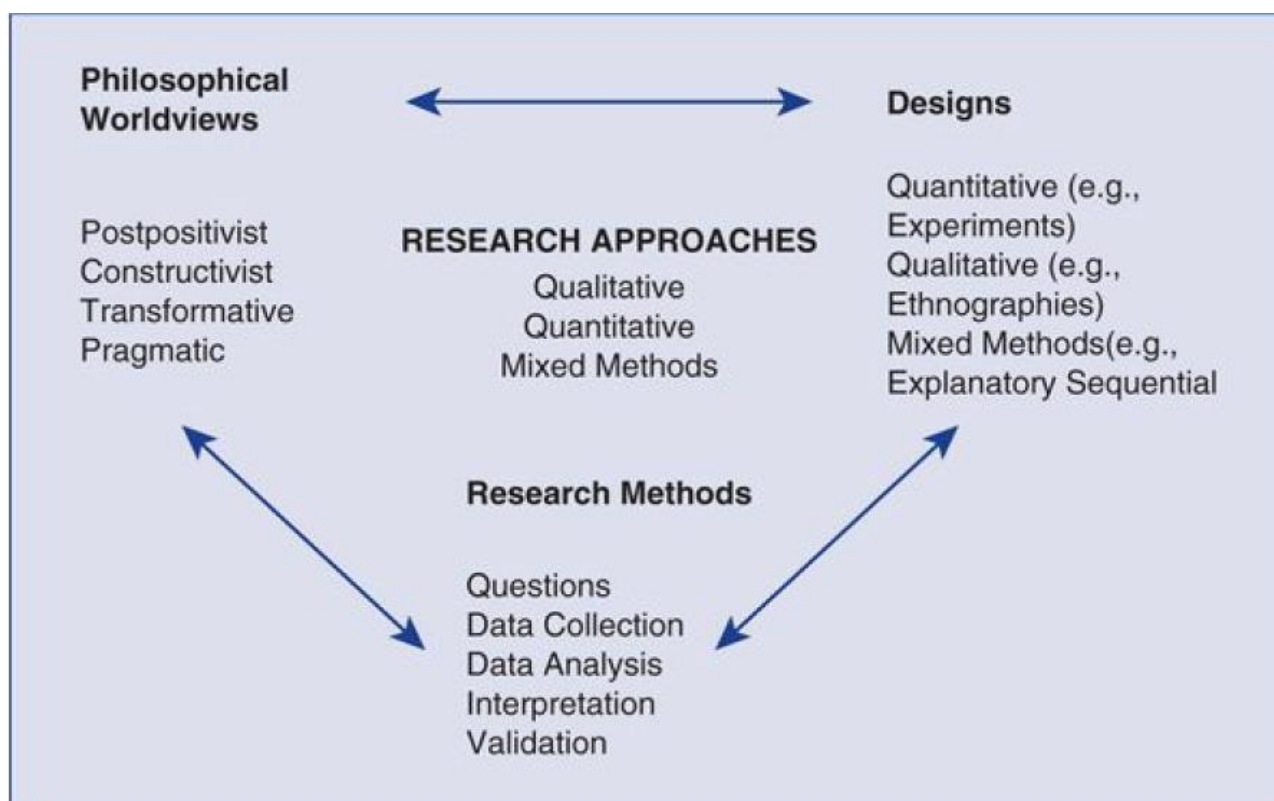 Philosophical
Worldviews
Postpositivist
Constructivist
Transformative
Pragmatic
RESEARCH APPROACHES
Qualitative
Quantitative
Mixed Methods
Designs
Quantitative (e.g.,
Experiments)
Qualitative (e.g.,
Ethnographies)
Mixed Methods(e.g.,
Explanatory Sequential
Research Methods
Questions
Data Collection
Data Analysis
Interpretation
Validation